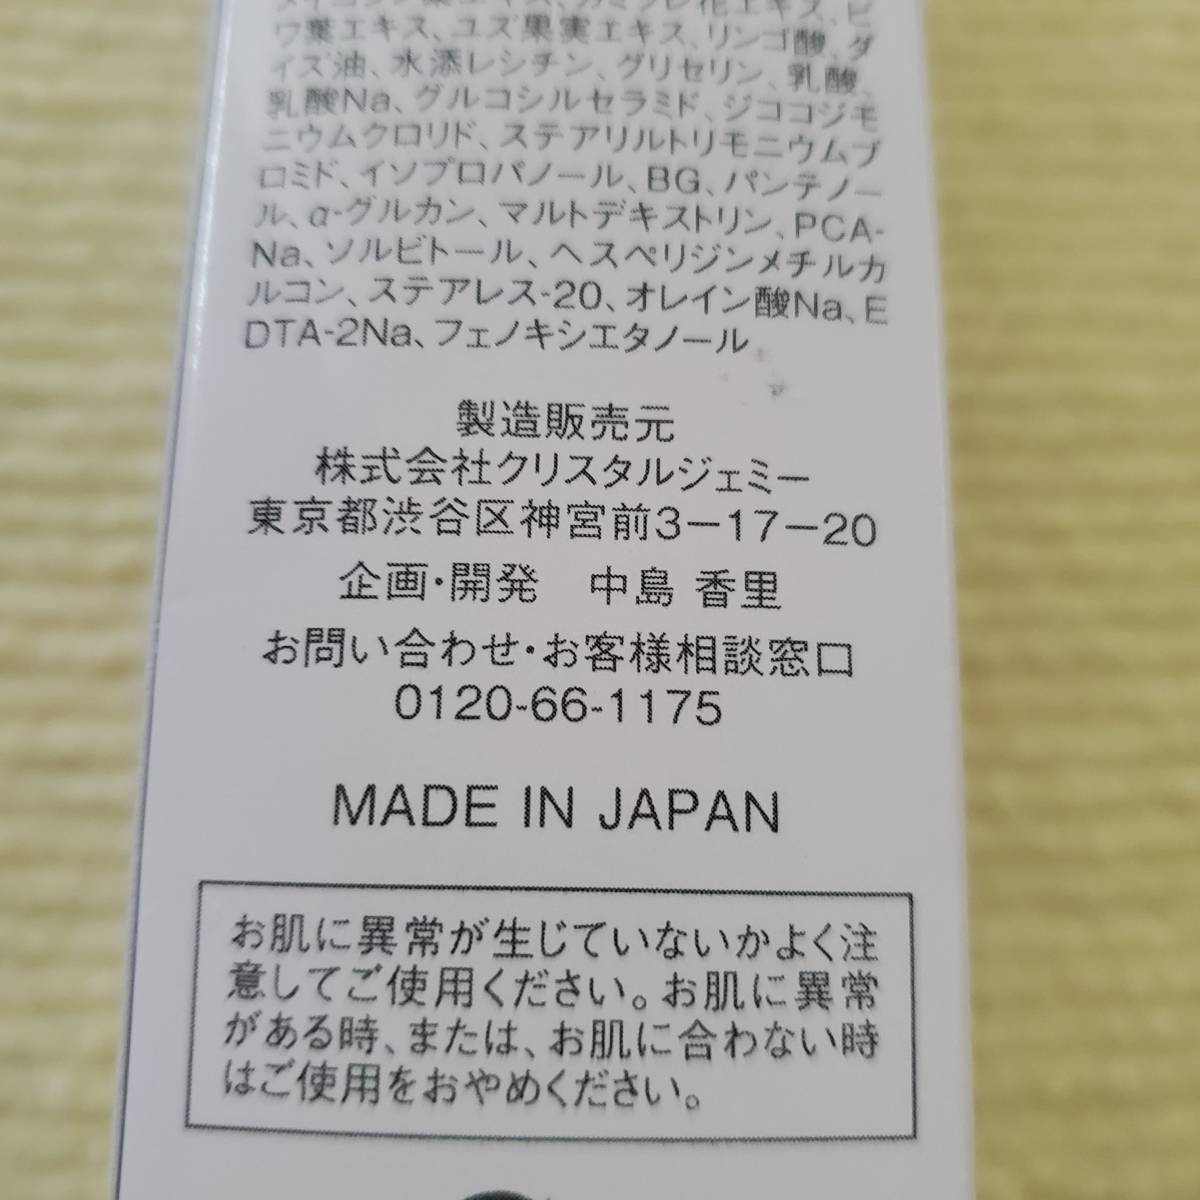 花エキス、ビ
ワ葉エキス、ユズ果実エキス、リンゴ酸、ダ
イズ油、水添レシチン、グリセリン、乳酸、
乳酸Na、グルコシルセラミド、ジココジモ
ニウムクロリド、ステアリルトリモニウムブ
ロミド、イソプロパノール、BG、パンテノー
ル、α-グルカン、マルトデキストリン、PCA-
Na、ソルビトール、ヘスペリジンメチルカ
ルコン、ステアレス-20、オレイン酸Na、E
DTA-2Na、フェノキシエタノール
製造販売元
株式会社クリスタルジェミー
東京都渋谷区神宮前3-17-20
企画・開発　中島 香里
お問い合わせ・お客様相談窓口
0120-66-1175
MADE IN JAPAN
お肌に異常が生じていないかよく注
意してご使用ください。お肌に異常
がある時、または、お肌に合わない時
はご使用をおやめください。